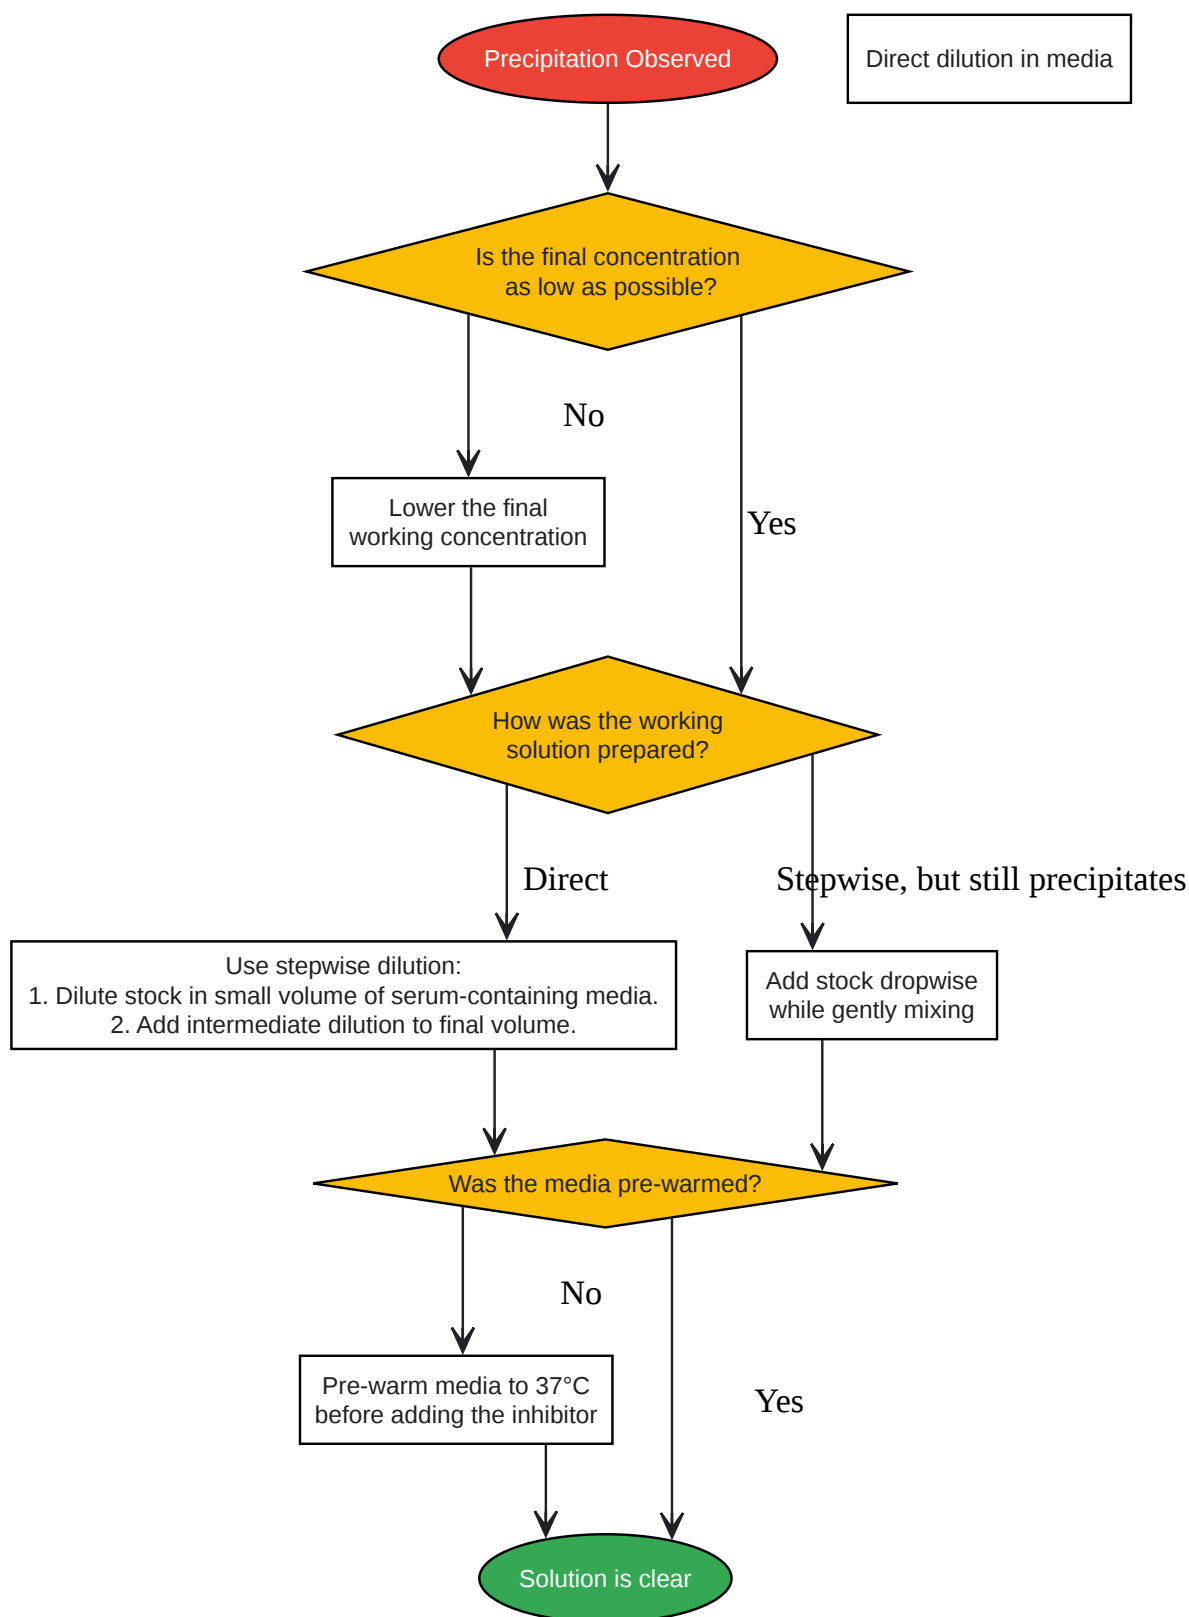 Precipitation Observed
Direct dilution in media
Is the final concentration
as low as possible?
No
Lower the final
working concentration
Yes
How was the working
solution prepared?
Direct
Stepwise, but still precipitates
Use stepwise dilution:
1. Dilute stock in small volume of serum-containing media.
2. Add intermediate dilution to final volume.
Add stock dropwise
while gently mixing
Was the media pre-warmed?
No
Pre-warm media to 37°C
before adding the inhibitor
Yes
Solution is clear